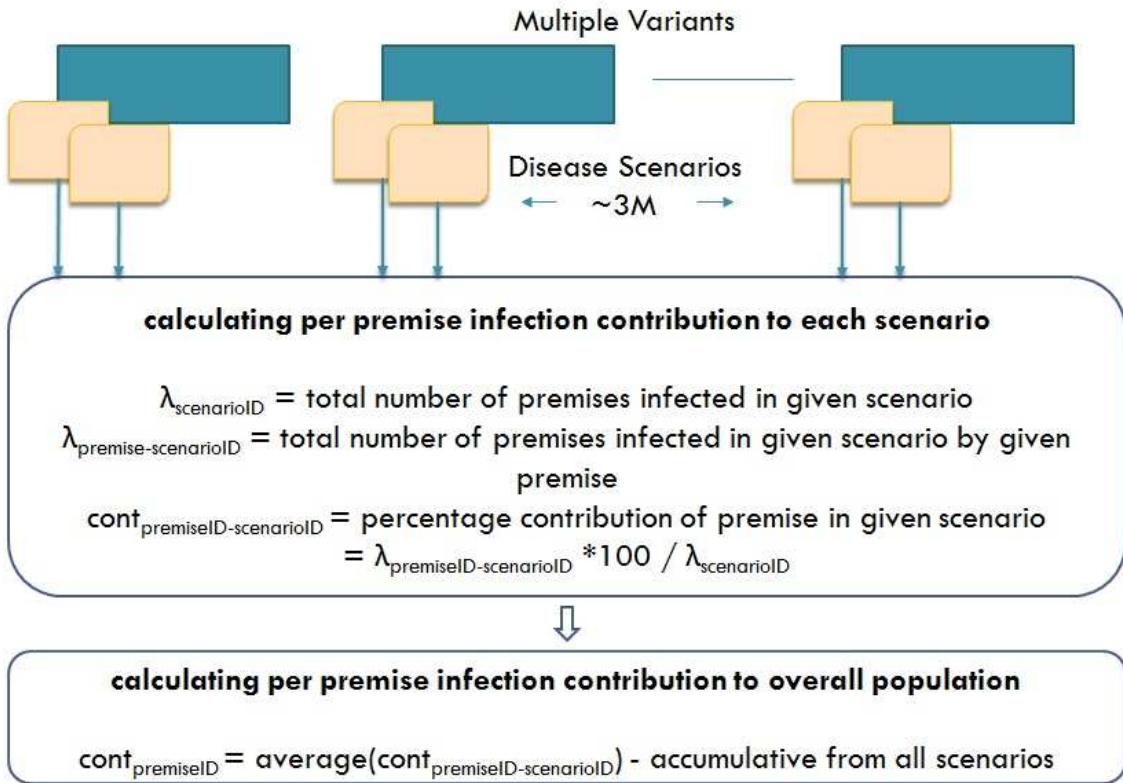 Multiple Variants
Disease Scenarios
~3M
calculating per premise infection contribution to each scenario
λscenarioID = total number of premises infected in given scenario
λpremise-scenarioID = total number of premises infected in given scenario by given
premise
contpremiseID-scenarioID = percentage contribution of premise in given scenario
= λpremiseID-scenarioID *100 / λscenarioID
calculating per premise infection contribution to overall population
contpremiseID = average(contpremiseID-scenarioID) - accumulative from all scenarios